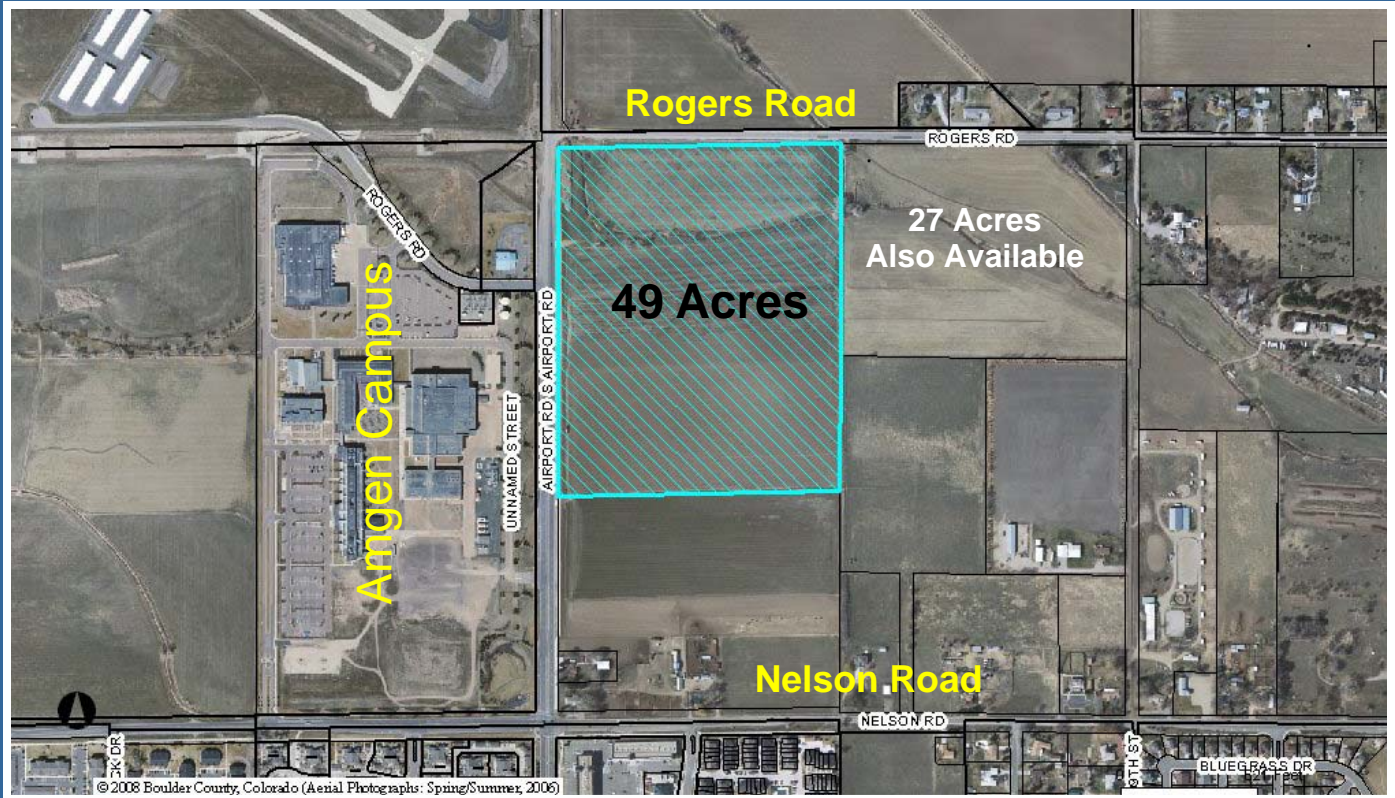 Rogers Road
ROGERS RD
ROGERS RD
27 Acres
Also Available
49 Acres
Amgen Campus
AIRPORT RD S AIRPORT RD
UNNAMED STREET
Nelson Road
NELSON RD
BLUEGRASS DR
© 2008 Boulder County, Colorado (Aerial Photographs: Spring/Summer, 2006)